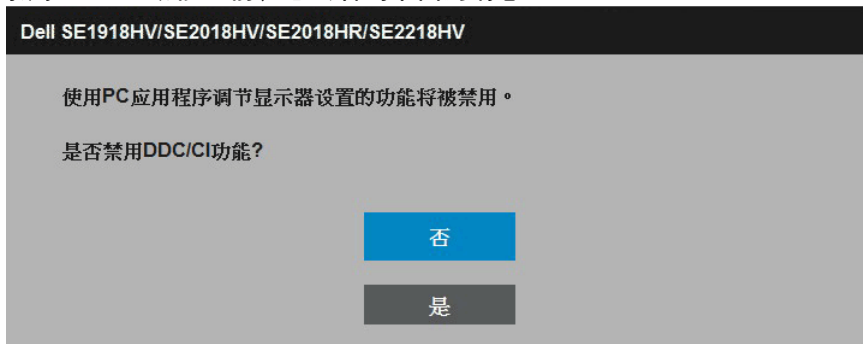 Dell SE1918HV/SE2018HV/SE2018HR/SE2218HV
使用PC应用程序调节显示器设置的功能将被禁用。
是否禁用DDC/CI功能?
否
是